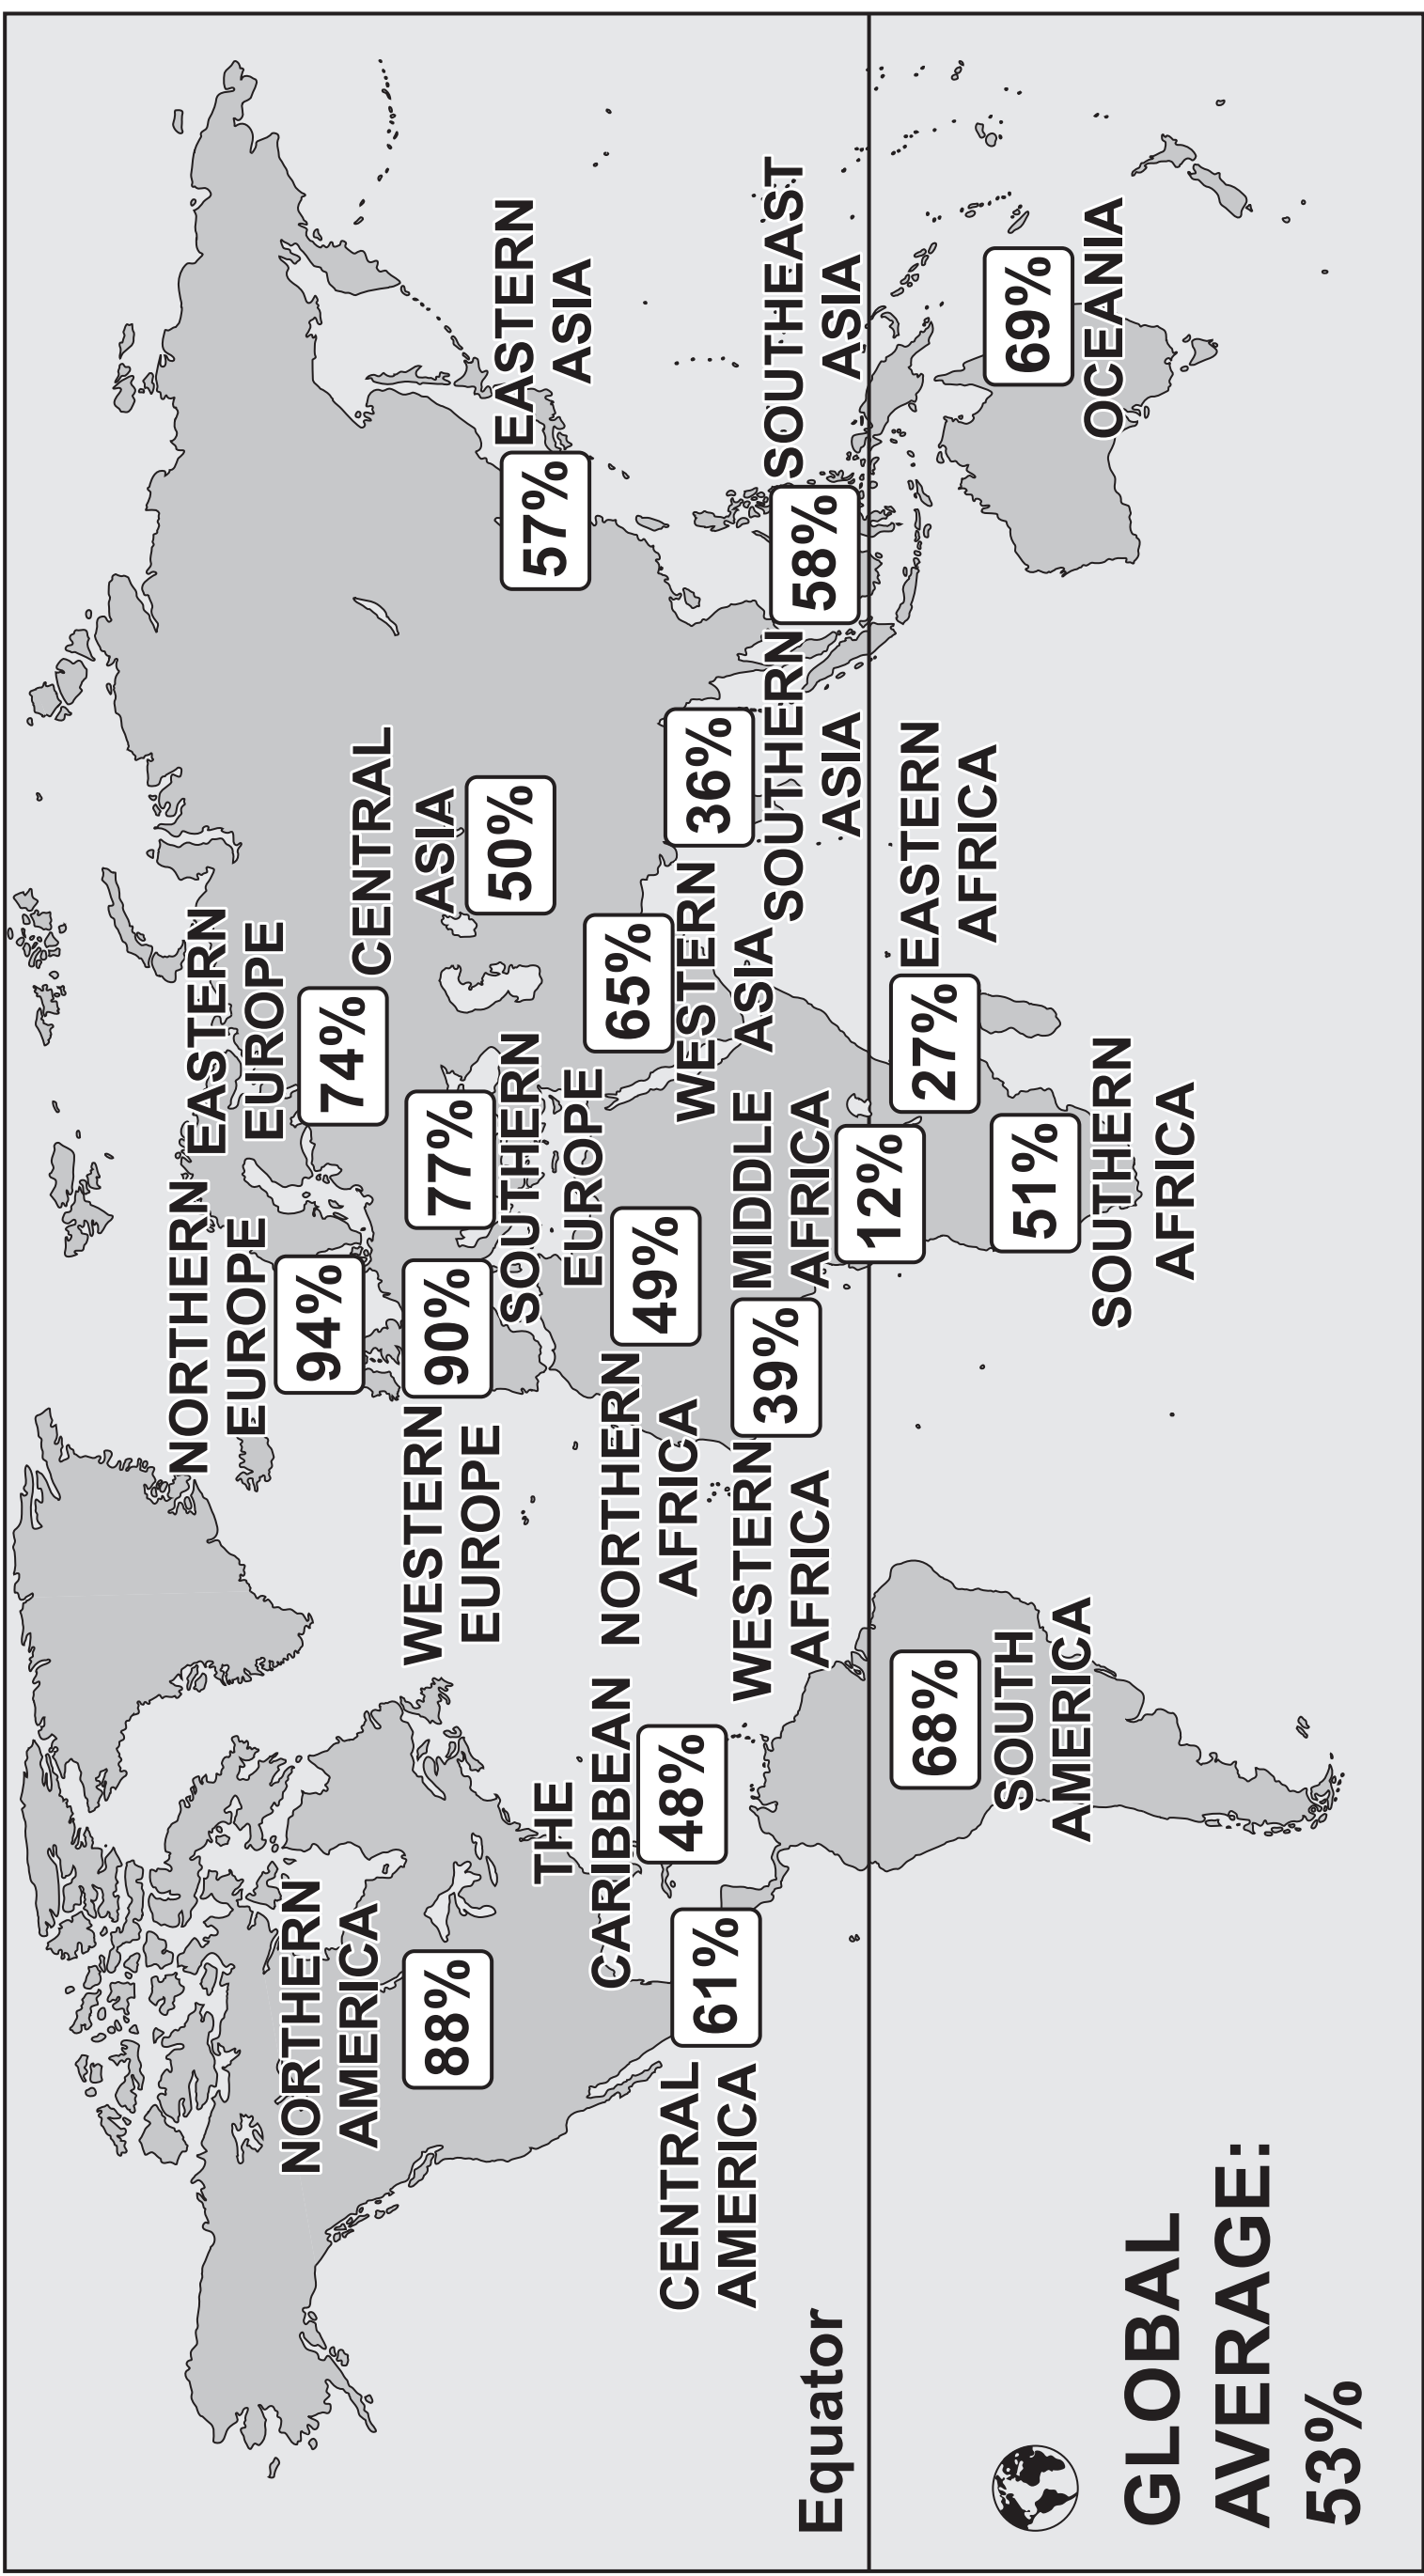 NORTHERN
AMERICA
88%
CENTRAL
AMERICA
61%
THE
CARIBBEAN
48%
SOUTH
AMERICA
68%
NORTHERN
EUROPE
94%
WESTERN
EUROPE
90%
EASTERN
EUROPE
74%
77%
SOUTHERN
EUROPE
NORTHERN
AFRICA
49%
WESTERN
AFRICA
39%
MIDDLE
AFRICA
12%
EASTERN
AFRICA
27%
51%
SOUTHERN
AFRICA
CENTRAL
ASIA
50%
65%
WESTERN
ASIA
36%
SOUTHERN
ASIA
EASTERN
ASIA
57%
SOUTHEAST
ASIA
58%
69%
OCEANIA
Equator
GLOBAL
AVERAGE:
53%